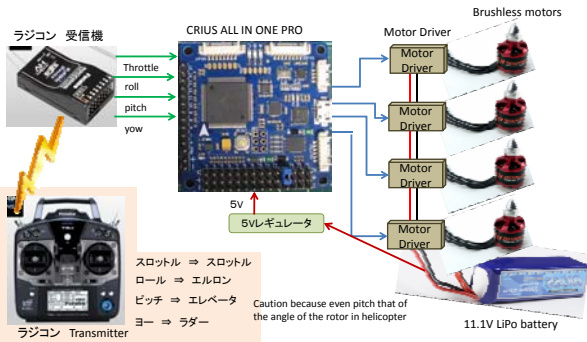 ラジコン 受信機
CRIUS ALL IN ONE PRO
Brushless motors
Motor Driver
Throttle
roll
pitch
yow
Motor
Driver
Motor
Driver
Motor
Driver
Motor
Driver
5V
5Vレギュレータ
スロットル ⇒ スロットル
ロール ⇒ エルロン
ピッチ ⇒ エレベータ
ヨー ⇒ ラダー
Caution because even pitch that of
the angle of the rotor in helicopter
ラジコン Transmitter
11.1V LiPo battery